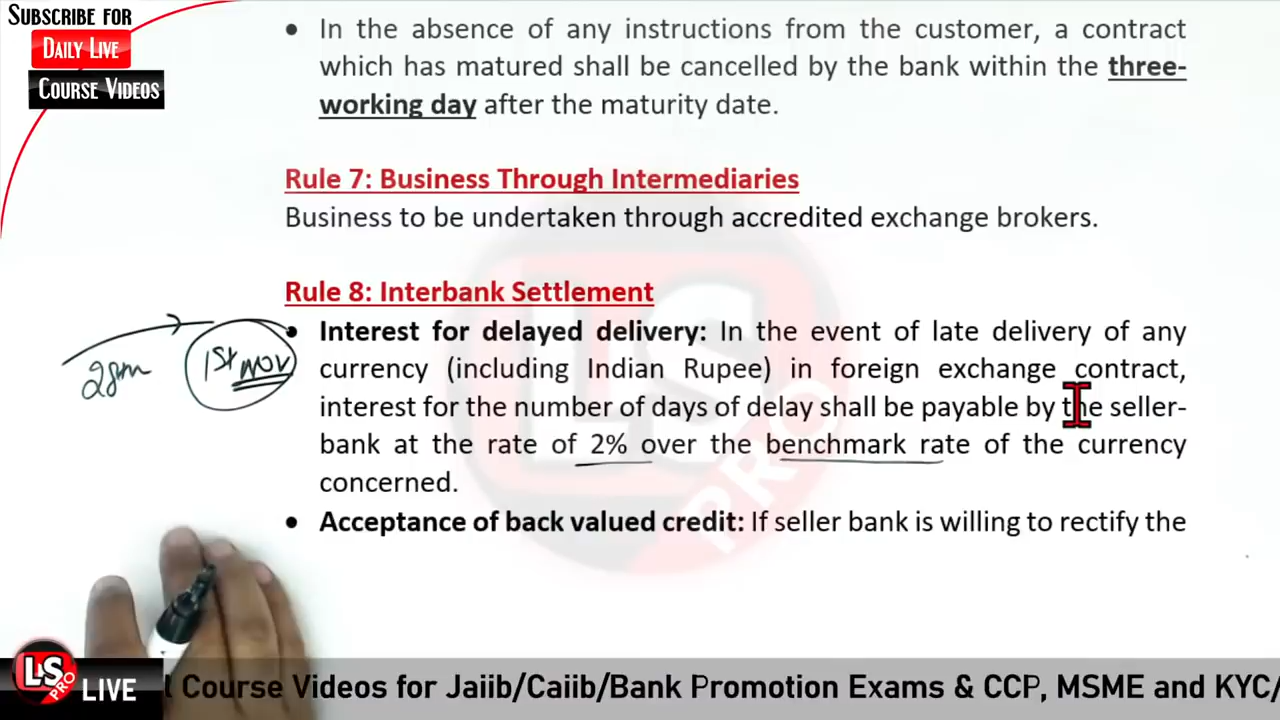 SUBSCRIBE FOR
DAILY LIVE
COURSE VIDEOS
• In the absence of any instructions from the customer, a contract
which has matured shall be cancelled by the bank within the three-
working day after the maturity date.
Rule 7: Business Through Intermediaries
Business to be undertaken through accredited exchange brokers.
Rule 8: Interbank Settlement
• Interest for delayed delivery: In the event of late delivery of any
currency (including Indian Rupee) in foreign exchange contract,
interest for the number of days of delay shall be payable by the seller-
bank at the rate of 2% over the benchmark rate of the currency
concerned.
• Acceptance of back valued credit: If seller bank is willing to rectify the
1st Nov
LS
PRO
LS
PRO
LIVE
l Course Videos for Jaiib/Caiib/Bank Promotion Exams & CCP, MSME and KYC/